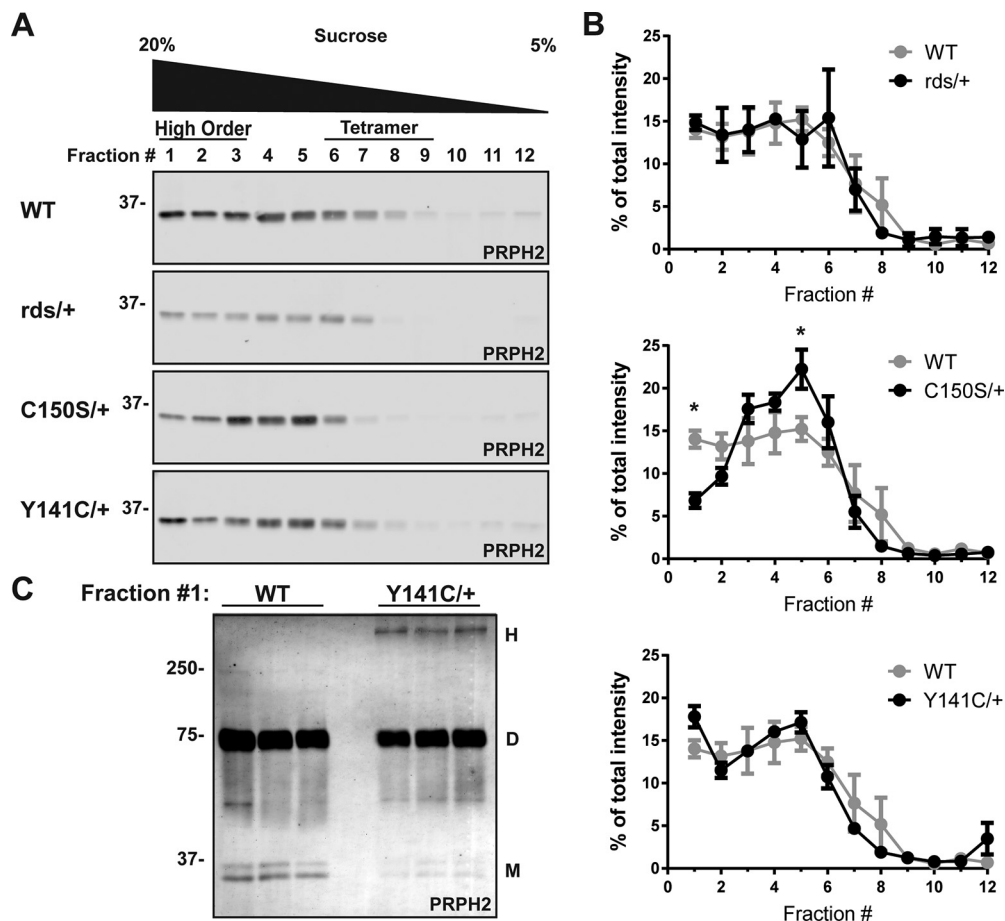 A
20%
Sucrose
5%
High Order
Tetramer
Fraction # 1 2 3 4 5 6 7 8 9 10 11 12
WT
37-
PRPH2
rds/+
37-
PRPH2
C150S/+
37-
PRPH2
Y141C/+
37-
PRPH2
B
WT
rds/+
% of total intensity
25
20
15
10
5
0
0 2 4 6 8 10 12
Fraction #
WT
C150S/+
% of total intensity
25
20
15
10
5
0
* *
0 2 4 6 8 10 12
Fraction #
WT
Y141C/+
% of total intensity
25
20
15
10
5
0
0 2 4 6 8 10 12
Fraction #
C
Fraction #1: WT Y141C/+
H
250-
75-
D
37-
M
PRPH2